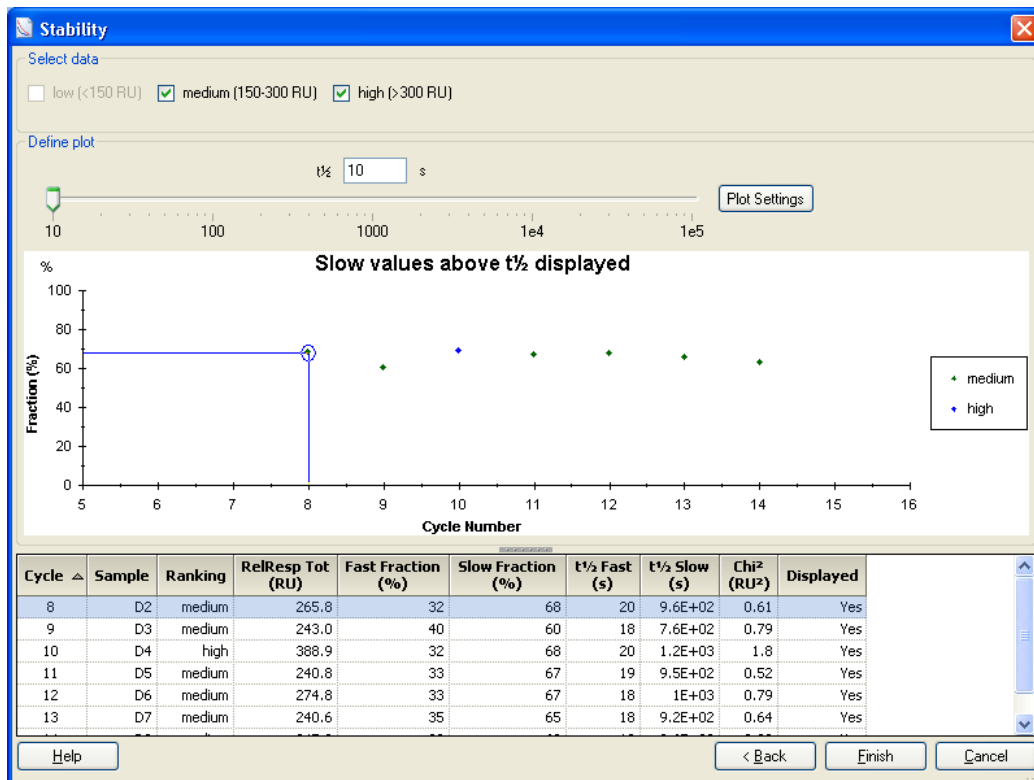 Stability
Select data
low (<150 RU) medium (150-300 RU) high (>300 RU)
Define plot
t½ 10 s
Plot Settings
10 100 1000 1e4 1e5
Slow values above t½ displayed
%
100
80
60
40
20
0
Fraction (%)
5 6 7 8 9 10 11 12 13 14 15 16
Cycle Number
medium
high
Cycle Sample Ranking RelResp Tot (RU) Fast Fraction (%) Slow Fraction (%) t½ Fast (s) t½ Slow (s) Chi² (RU²) Displayed
8 D2 medium 265.8 32 68 20 9.6E+02 0.61 Yes
9 D3 medium 243.0 40 60 18 7.6E+02 0.79 Yes
10 D4 high 388.9 32 68 20 1.2E+03 1.8 Yes
11 D5 medium 240.8 33 67 19 9.5E+02 0.52 Yes
12 D6 medium 274.8 33 67 18 1E+03 0.79 Yes
13 D7 medium 240.6 35 65 18 9.2E+02 0.64 Yes
Help < Back Finish Cancel